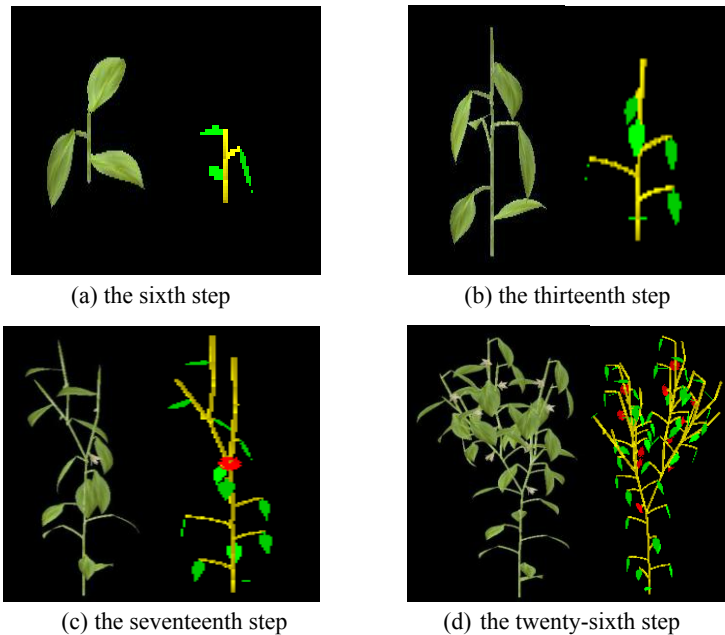 (a) the sixth step
(b) the thirteenth step
(c) the seventeenth step
(d) the twenty-sixth step